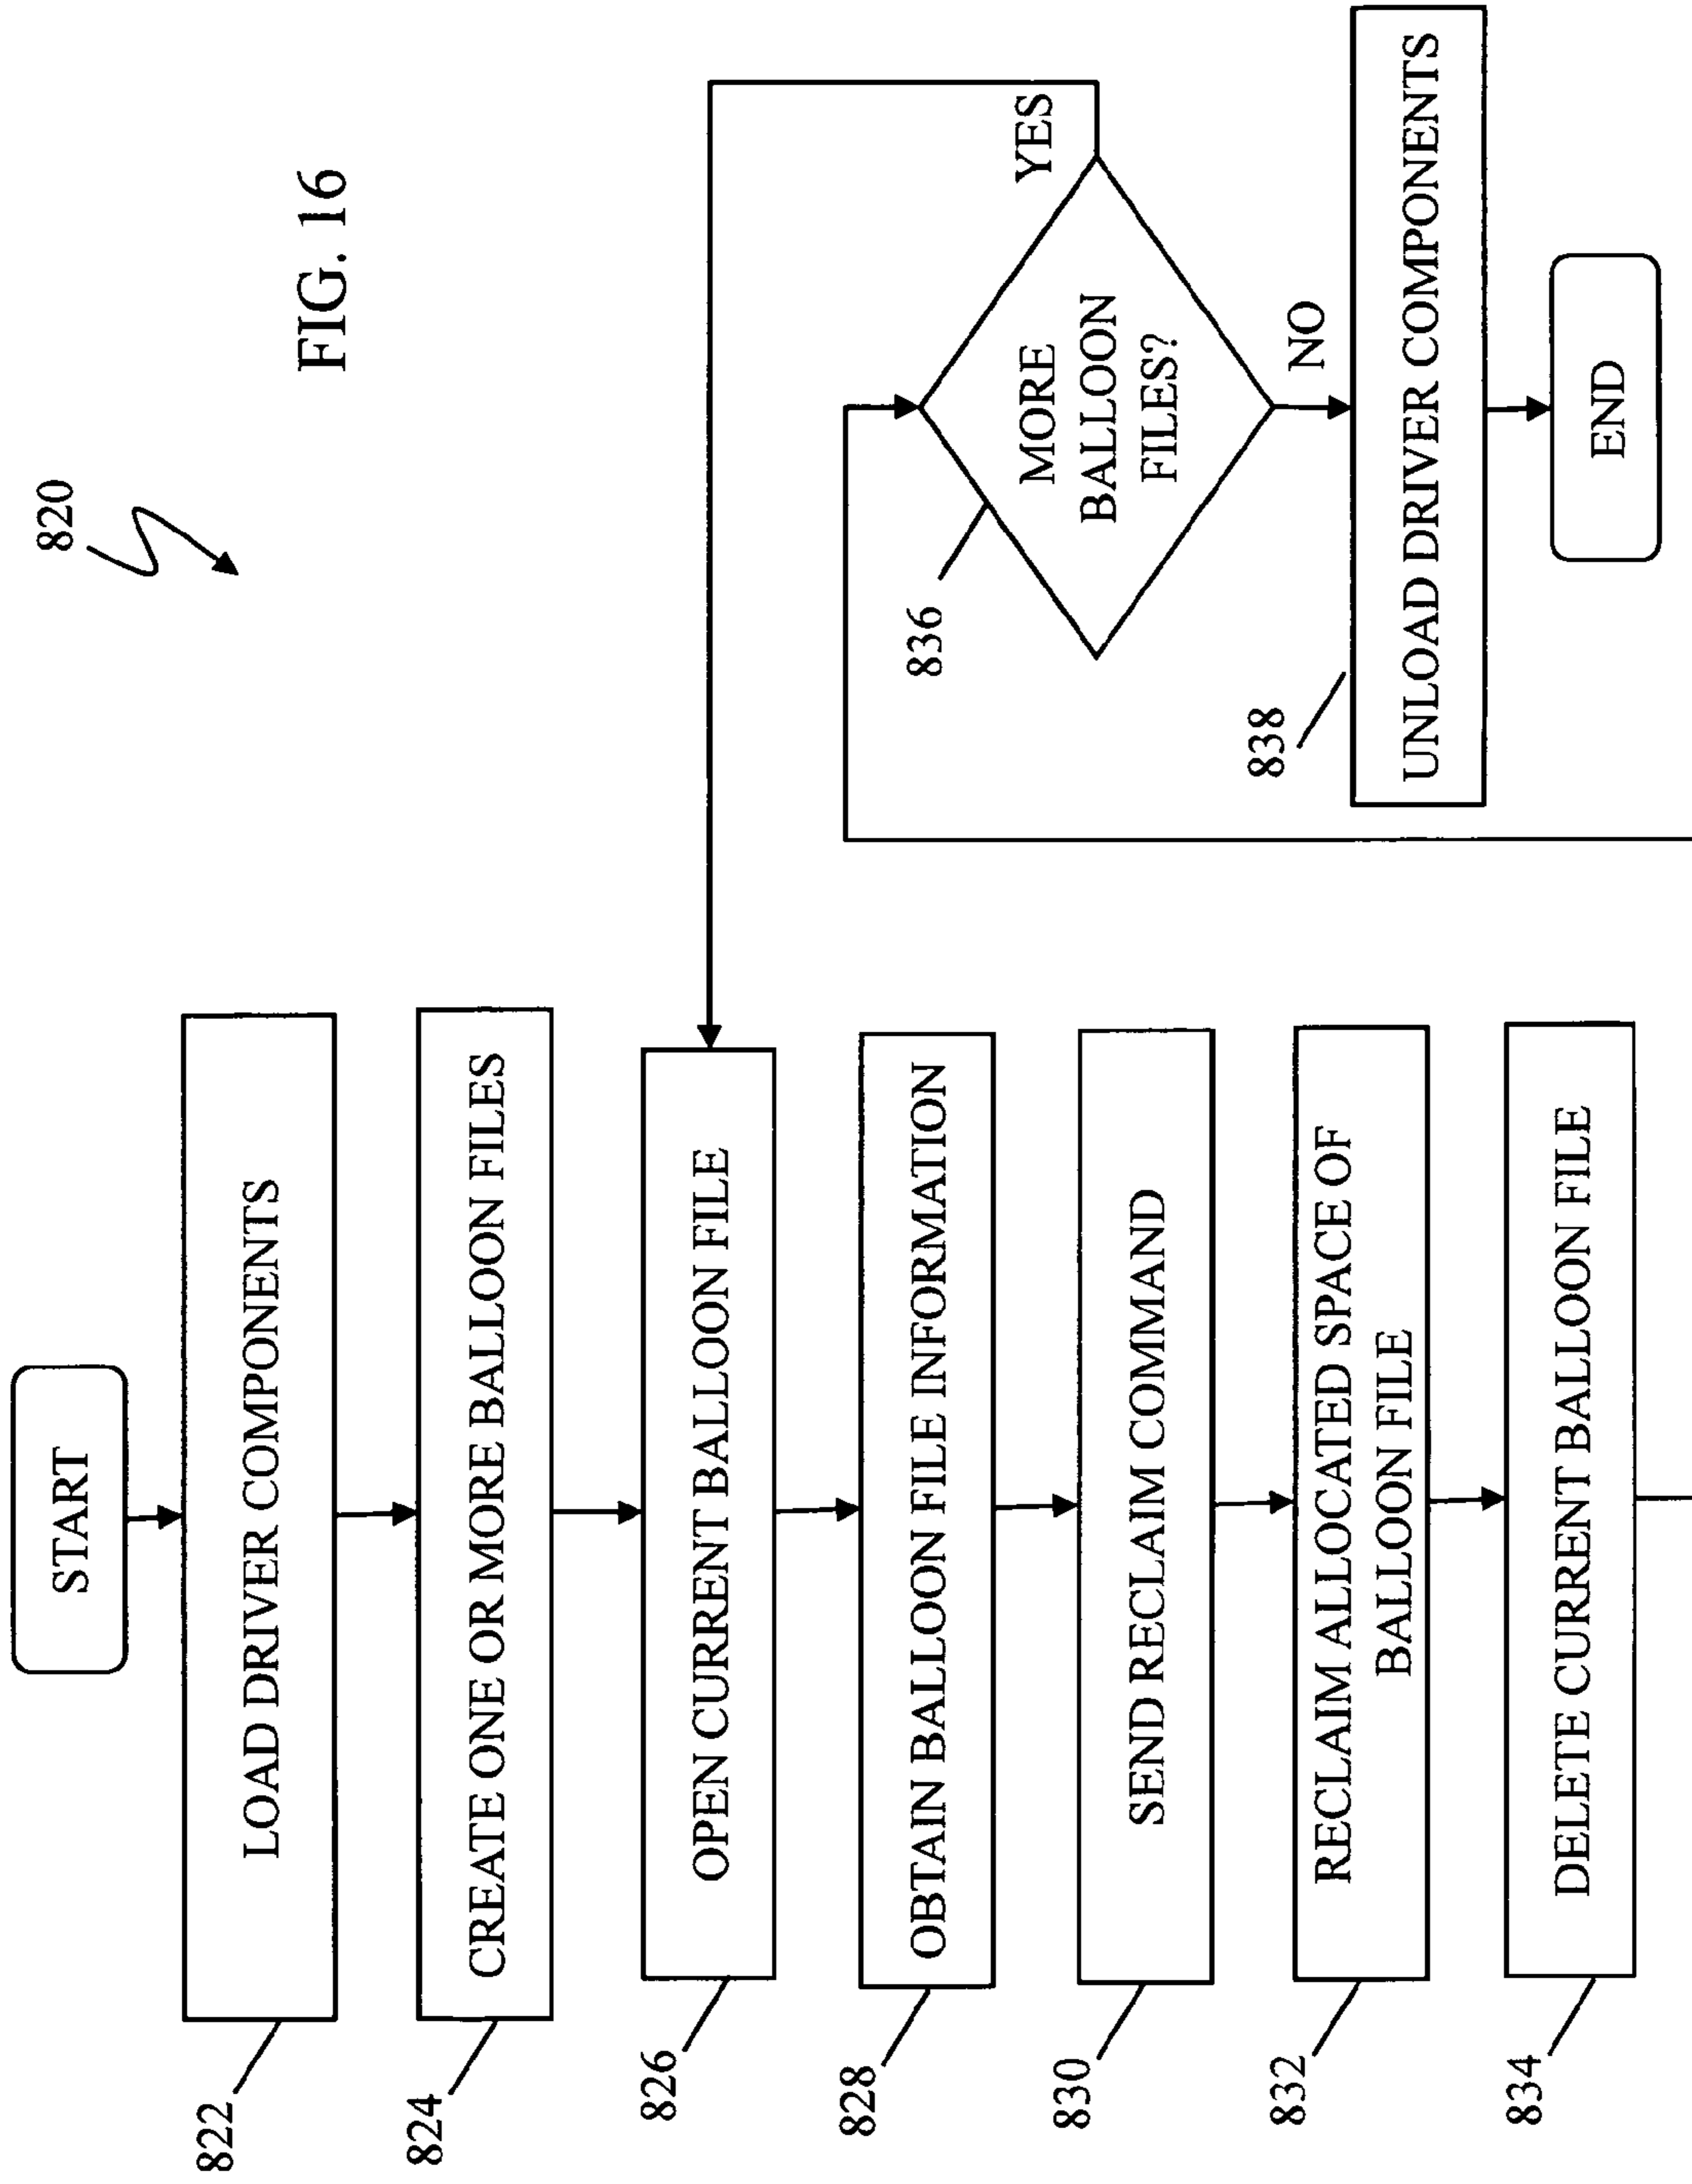 820
FIG. 16
START
822
LOAD DRIVER COMPONENTS
824
CREATE ONE OR MORE BALLOON FILES
826
OPEN CURRENT BALLOON FILE
828
OBTAIN BALLOON FILE INFORMATION
830
SEND RECLAIM COMMAND
832
RECLAIM ALLOCATED SPACE OF
BALLOON FILE
834
DELETE CURRENT BALLOON FILE
836
MORE
BALLOON
FILES?
YES
NO
838
UNLOAD DRIVER COMPONENTS
END